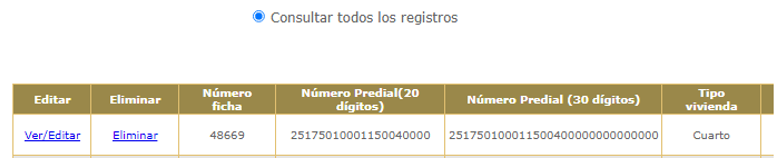 Consultar todos los registros
Editar Eliminar Número ficha Número Predial(20 dígitos) Número Predial (30 dígitos) Tipo vivienda
Ver/Editar Eliminar 48669 25175010001150040000 251750100011500400000000000000 Cuarto